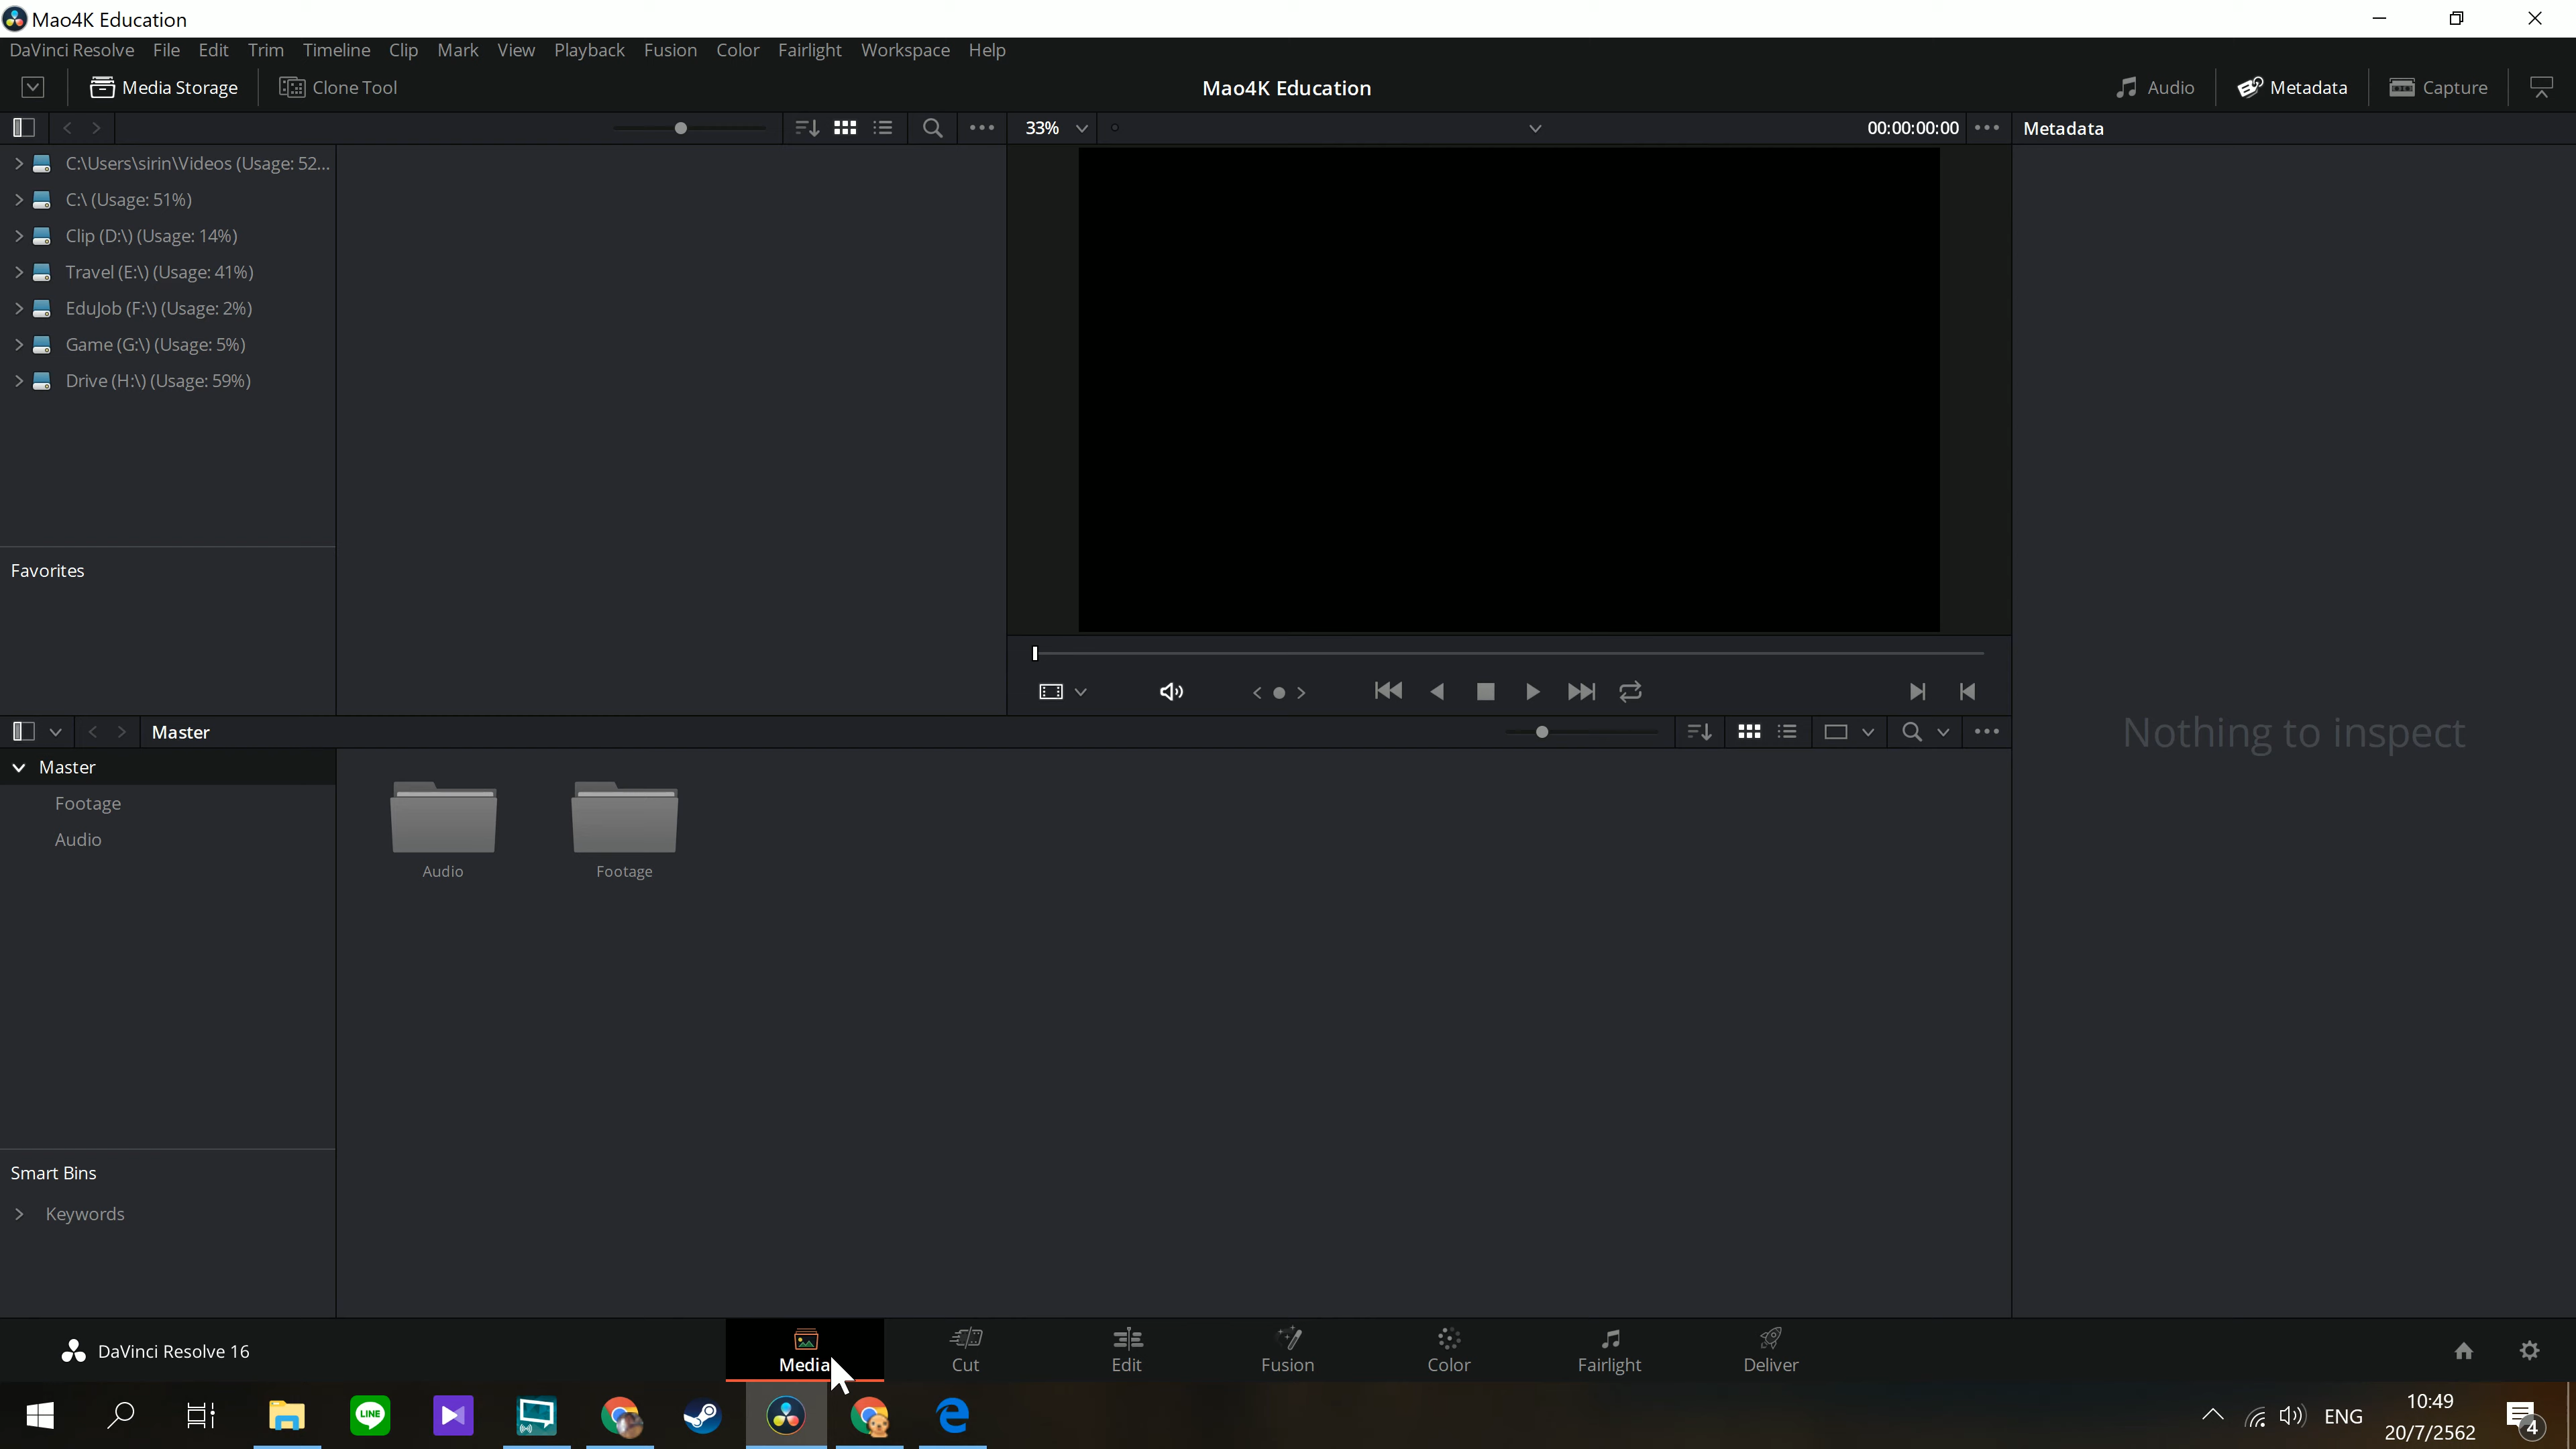 Mao4K Education
DaVinci Resolve File Edit Trim Timeline Clip Mark View Playback Fusion Color Fairlight Workspace Help
Media Storage Clone Tool Mao4K Education Audio Metadata Capture
33% 00:00:00:00 Metadata
C:\Users\sirin\Videos (Usage: 52...
C:\ (Usage: 51%)
Clip (D:\) (Usage: 14%)
Travel (E:\) (Usage: 41%)
EduJob (F:\) (Usage: 2%)
Game (G:\) (Usage: 5%)
Drive (H:\) (Usage: 59%)
Favorites
Nothing to inspect
Master
Master
Footage
Audio
Audio Footage
Smart Bins
Keywords
DaVinci Resolve 16
Media Cut Edit Fusion Color Fairlight Deliver
LINE
ENG
10:49
20/7/2562
4